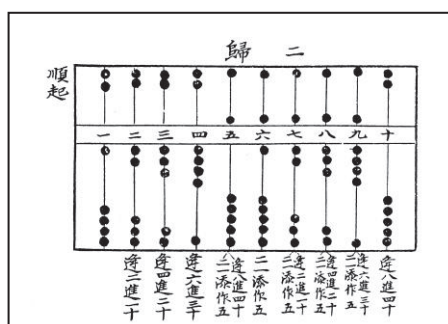 二歸
順起
一 二 三 四 五 六 七 八 九 十
逢二進一十
逢四進二十
逢六進三十
逢八進四十
二一添作五
二一添作五
逢二進一十
二一添作五
逢四進二十
二一添作五
逢六進三十
二一添作五
逢八進四十